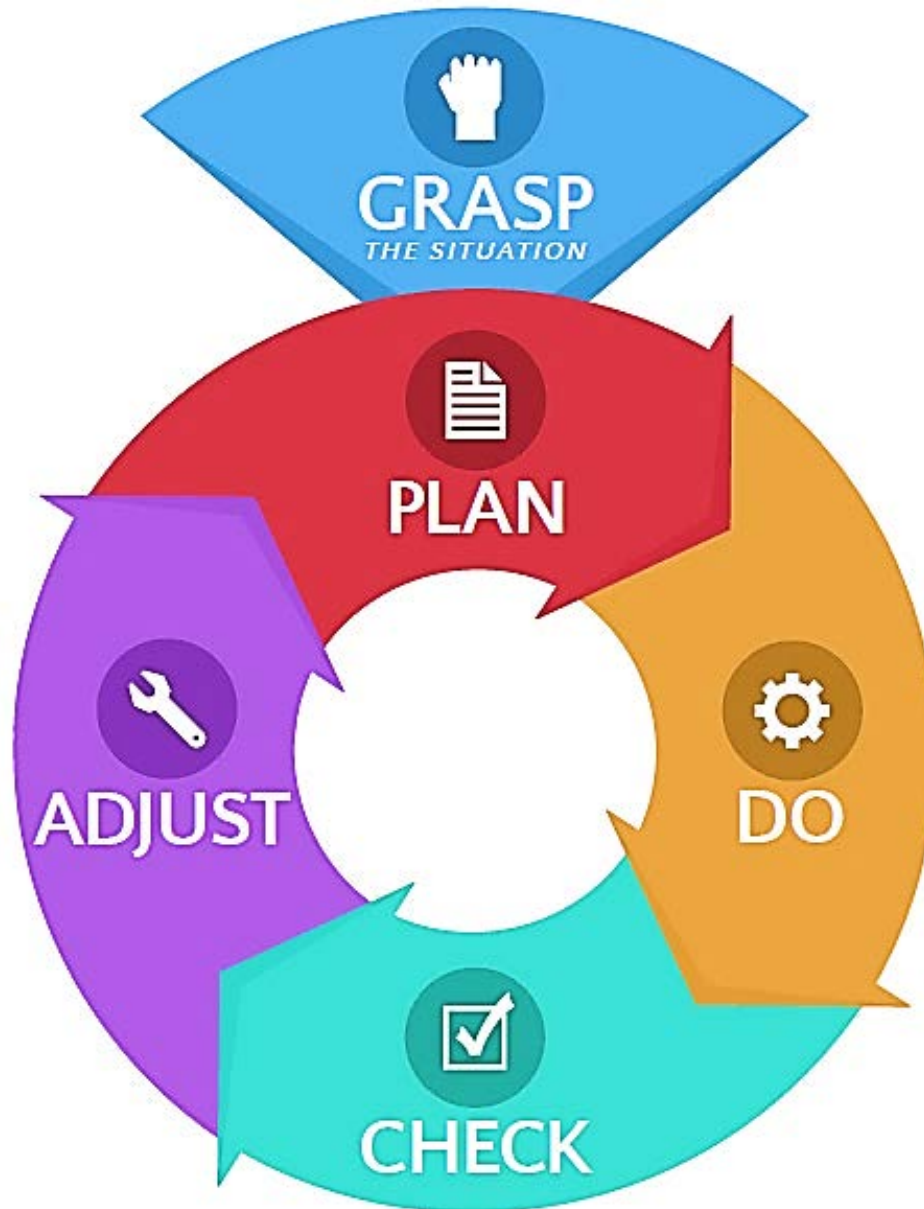 GRASP
THE SITUATION
PLAN
DO
CHECK
ADJUST